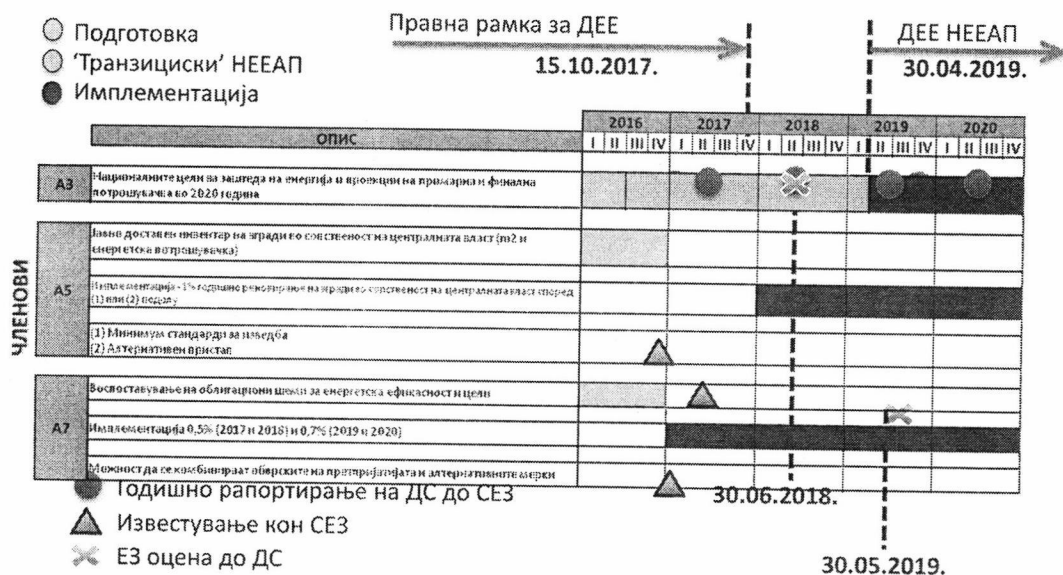 Подготовка
'Транзициски' НЕЕАП
Имплементација
Правна рамка за ДЕЕ
15.10.2017.
ДЕЕ НЕЕАП
30.04.2019.
ОПИС
2016 2017 2018 2019 2020
I II III IV I II III IV I II III IV I II III IV I II III IV
ЧЛЕНОВИ
А3
Националните цели за заштеда на енергија и проекции на примарна и финална
потрошувачка во 2020 година
А5
Јавно доставен инвентар на згради во сопственост на централната власт (m2 и
енергетска потрошувачка)
Имплементација - 1% годишно реновирање на згради во сопственост на централната власт според
(1) или (2) подолу
(1) Минимум стандарди за изведба
(2) Алтернативен пристап
А7
Воспоставување на облигациони шеми за енергетска ефикасност и цели
Имплементација 0,5% (2017 и 2018) и 0,7% (2019 и 2020)
Можност да се комбинираат обврските на претпријатијата и алтернативните мерки
Годишно рапортирање на ДС до СЕЗ
Известување кон СЕЗ
ЕЗ оцена до ДС
30.06.2018.
30.05.2019.